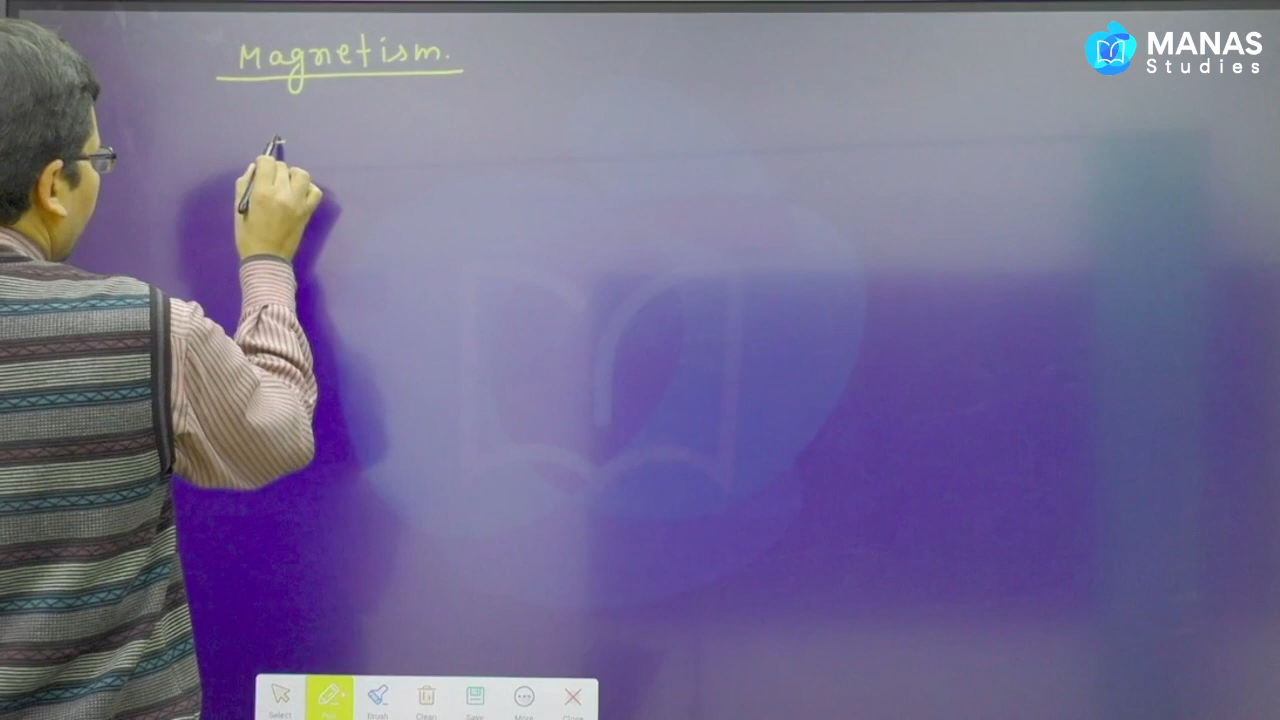 Magnetism.
MANAS
Studies
Select
Pen
Brush
Clean
Save
More
Close